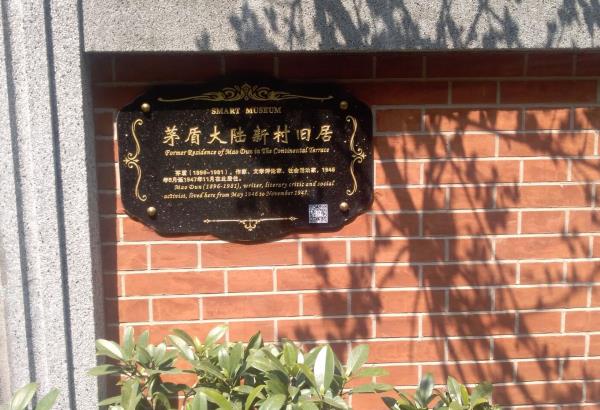 SMART MUSEUM
茅盾大陆新村旧居
Former Residence of Mao Dun in The Continental Terrace
茅盾（1896-1981），作家、文学评论家、社会活动家，1946
年5月至1947年11月在此居住。
Mao Dun (1896-1981), writer, literary critic and social
activist, lived here from May 1946 to November 1947.